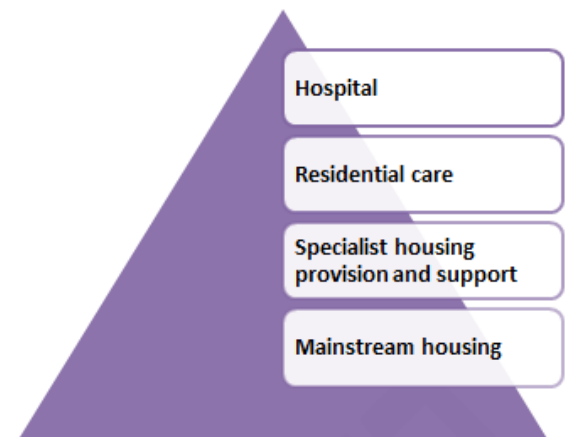 Hospital
Residential care
Specialist housing
provision and support
Mainstream housing